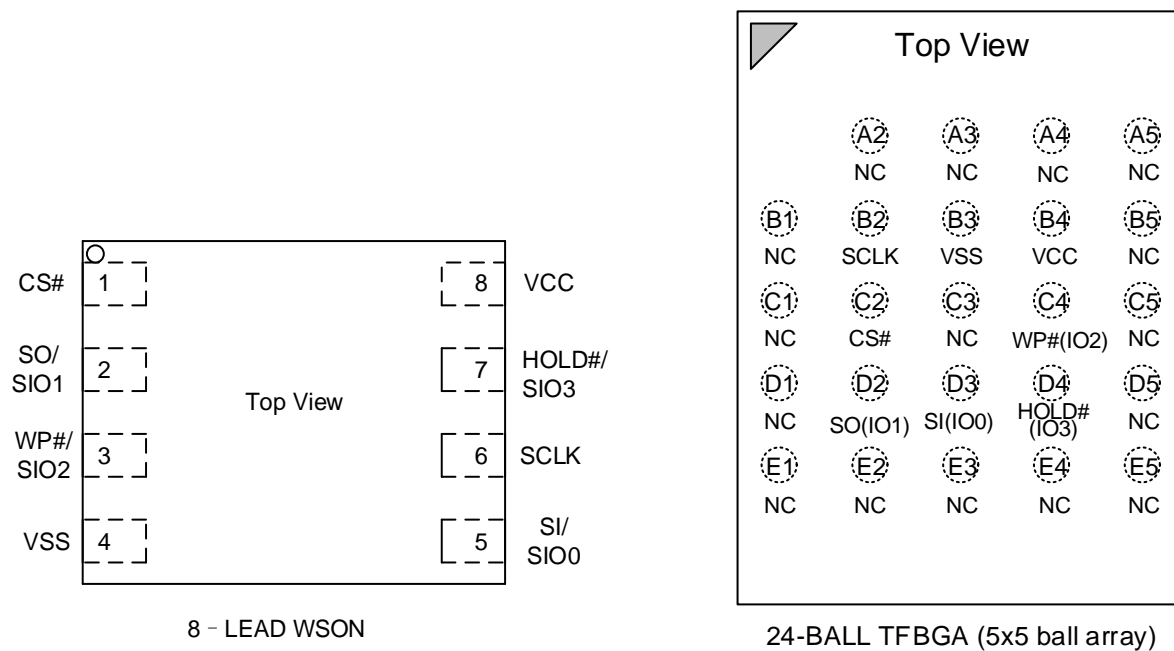 CS#
1
8
VCC
SO/
SIO1
2
7
HOLD#/
SIO3
Top View
WP#/
SIO2
3
6
SCLK
VSS
4
5
SI/
SIO0
8 - LEAD WSON
Top View
A2 A3 A4 A5
NC NC NC NC
B1 B2 B3 B4 B5
NC SCLK VSS VCC NC
C1 C2 C3 C4 C5
NC CS# NC WP#(IO2) NC
D1 D2 D3 D4 D5
NC SO(IO1) SI(IO0) HOLD# NC
(IO3)
E1 E2 E3 E4 E5
NC NC NC NC NC
24-BALL TFBGA (5x5 ball array)